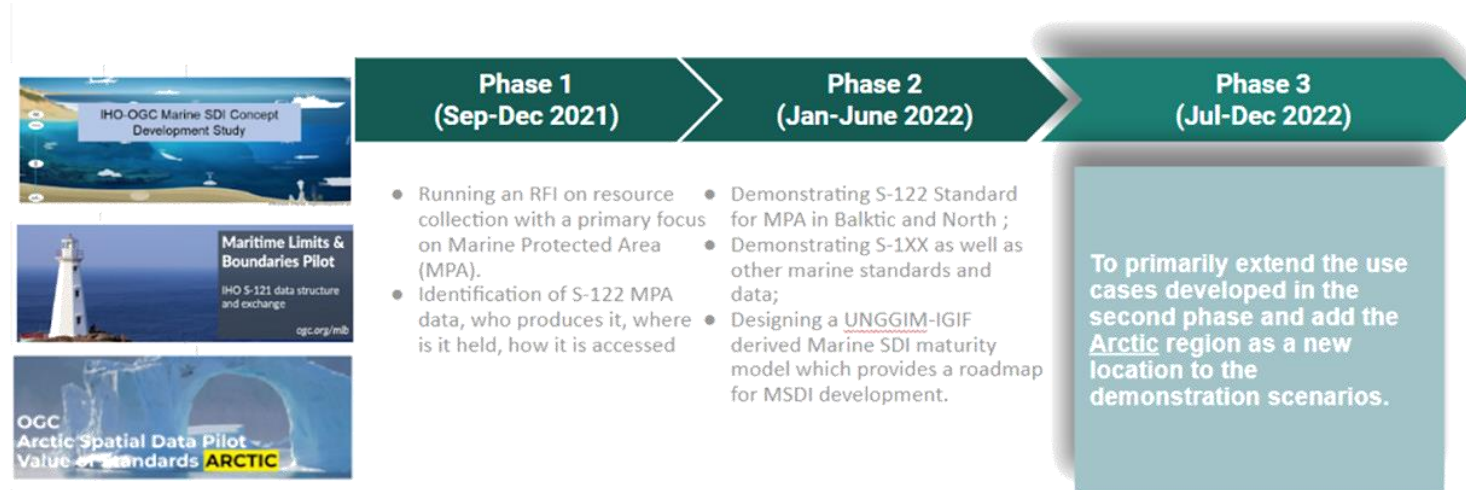 IHO-OGC Marine SDI Concept
Development Study
Maritime Limits &
Boundaries Pilot
IHO S-121 data structure
and exchange
ogc.org/mlb
OGC
Arctic Spatial Data Pilot
Value of Standards ARCTIC
Phase 1
(Sep-Dec 2021)
● Running an RFI on resource
collection with a primary focus
on Marine Protected Area
(MPA).
● Identification of S-122 MPA
data, who produces it, where
is it held, how it is accessed
Phase 2
(Jan-June 2022)
● Demonstrating S-122 Standard
for MPA in Balktic and North ;
● Demonstrating S-1XX as well as
other marine standards and
data;
● Designing a UNGGIM-IGIF
derived Marine SDI maturity
model which provides a roadmap
for MSDI development.
Phase 3
(Jul-Dec 2022)
To primarily extend the use
cases developed in the
second phase and add the
Arctic region as a new
location to the
demonstration scenarios.